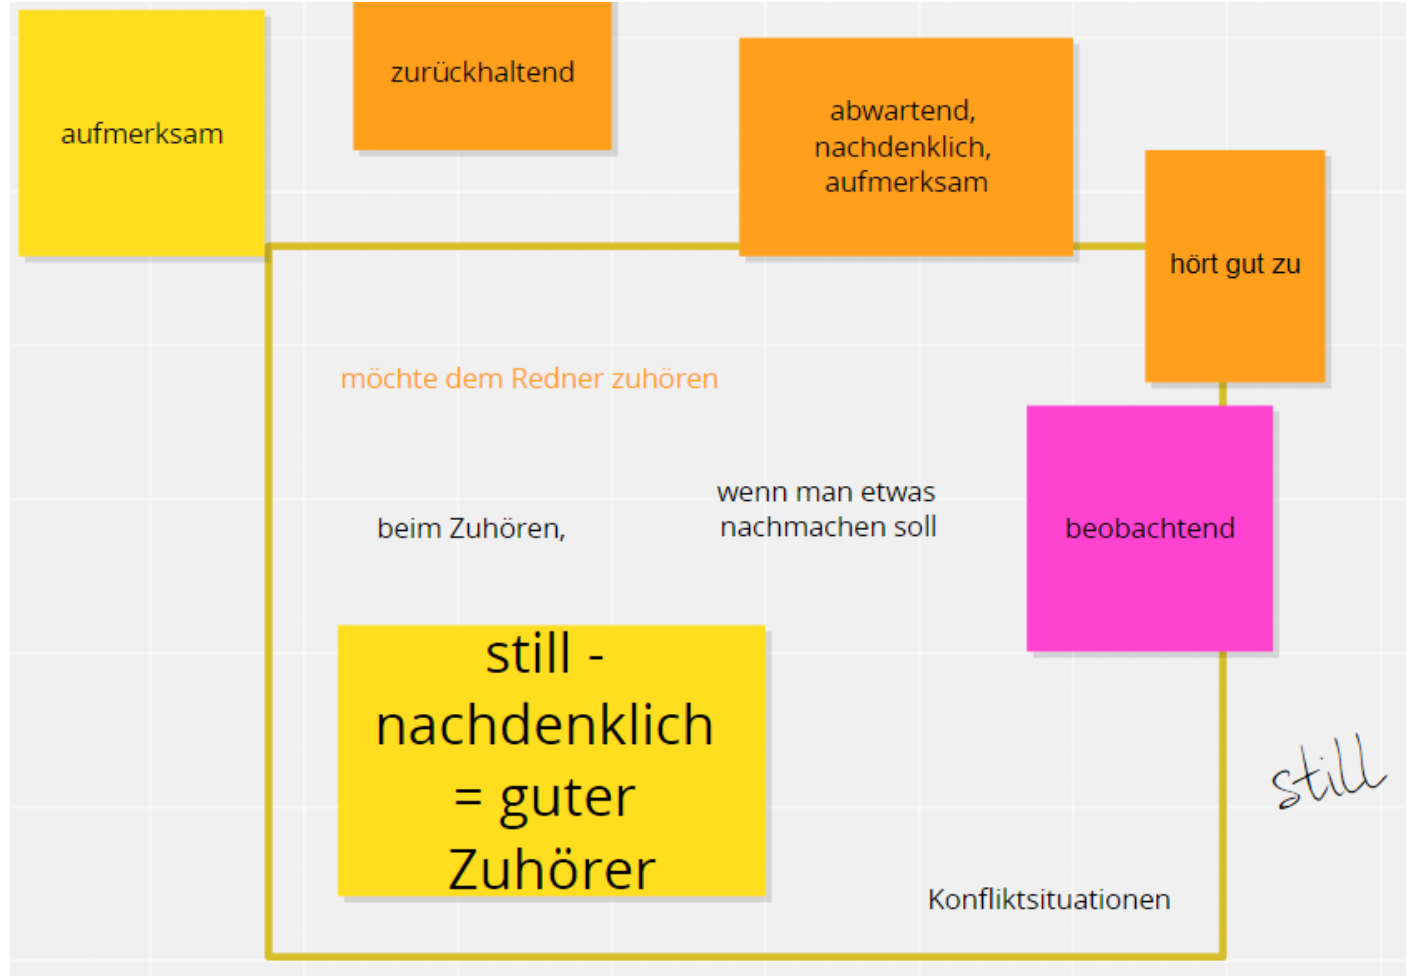 zurückhaltend
aufmerksam
abwartend,
nachdenklich,
aufmerksam
hört gut zu
möchte dem Redner zuhören
beim Zuhören,
wenn man etwas
nachmachen soll
beobachtend
still -
nachdenklich
= guter
Zuhörer
still
Konfliktsituationen